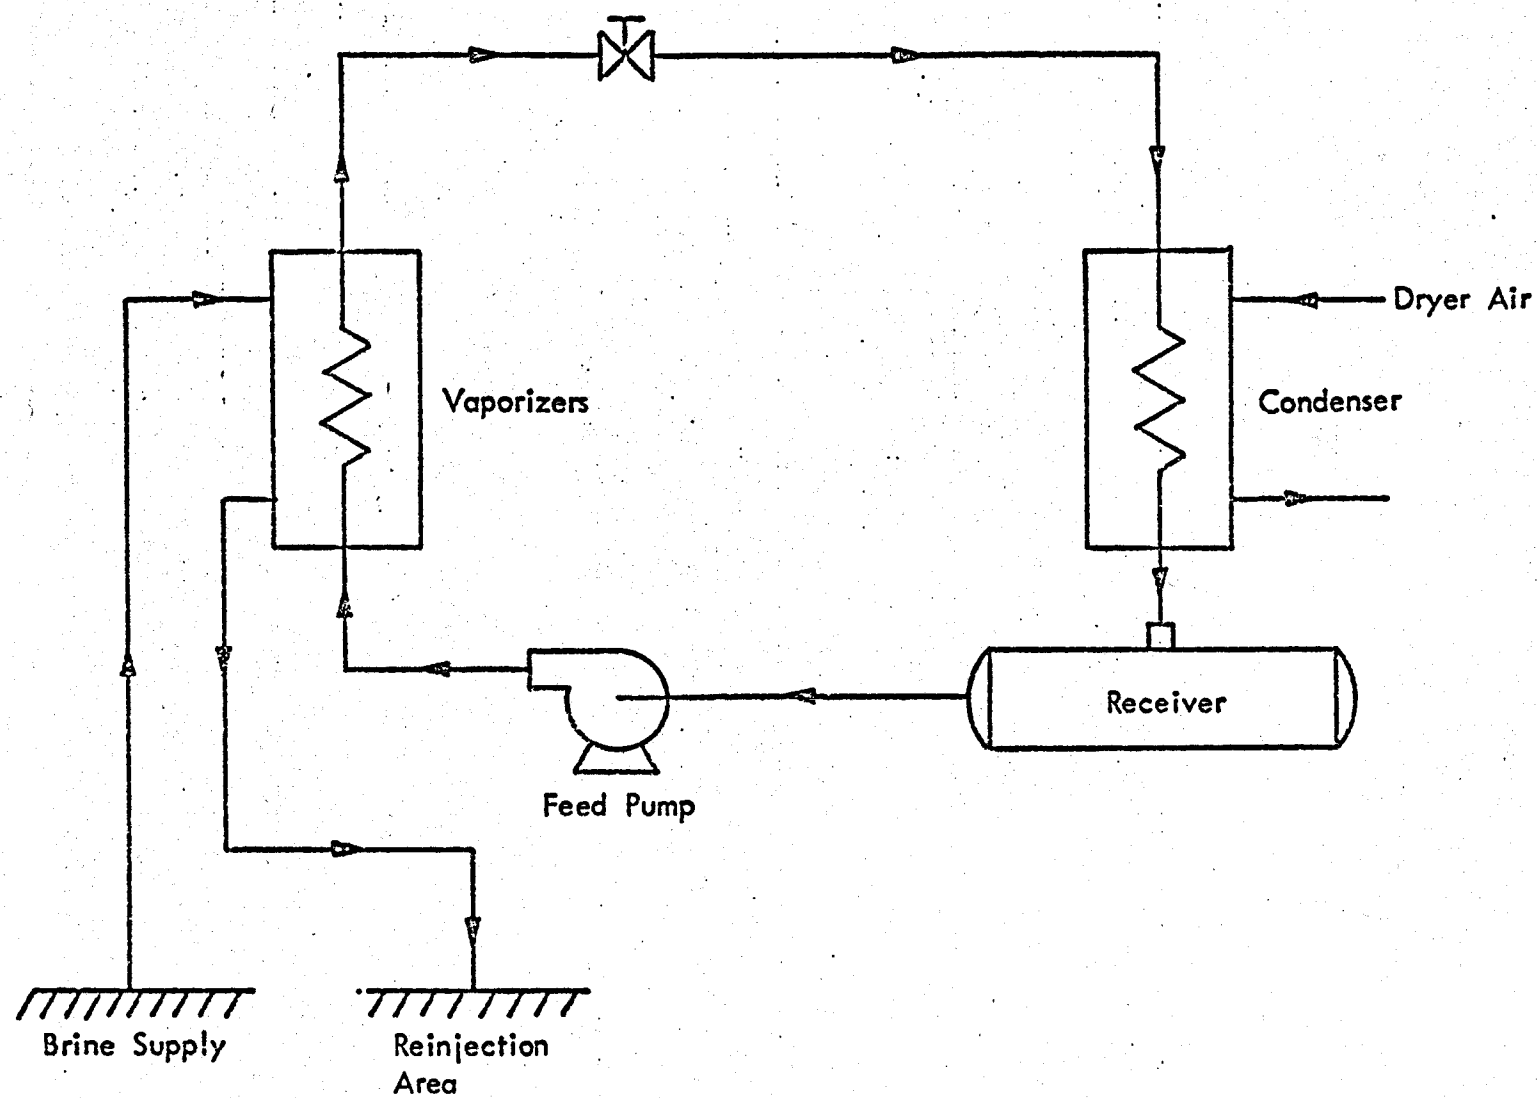 Dryer Air
Vaporizers
Condenser
Receiver
Feed Pump
Brine Supply
Reinjection
Area